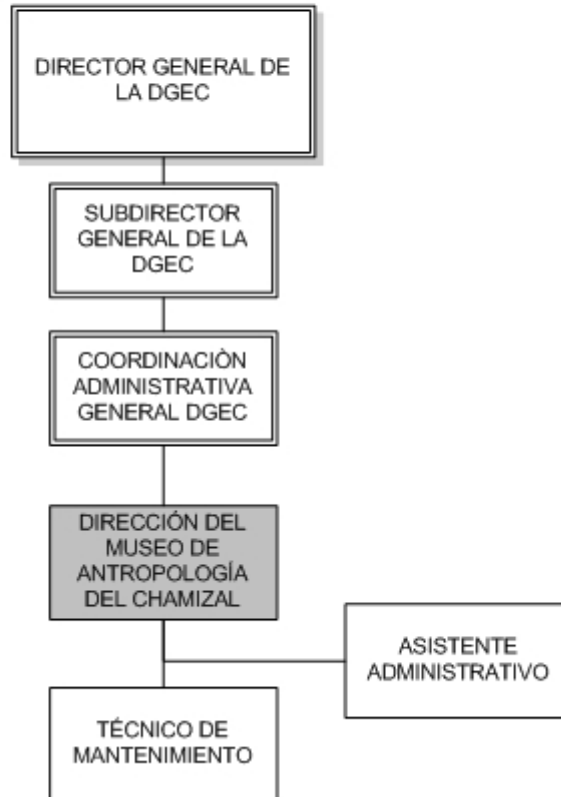 DIRECTOR GENERAL DE
LA DGEC
SUBDIRECTOR
GENERAL DE LA
DGEC
COORDINACIÒN
ADMINISTRATIVA
GENERAL DGEC
DIRECCIÓN DEL
MUSEO DE
ANTROPOLOGÍA
DEL CHAMIZAL
ASISTENTE
ADMINISTRATIVO
TÉCNICO DE
MANTENIMIENTO